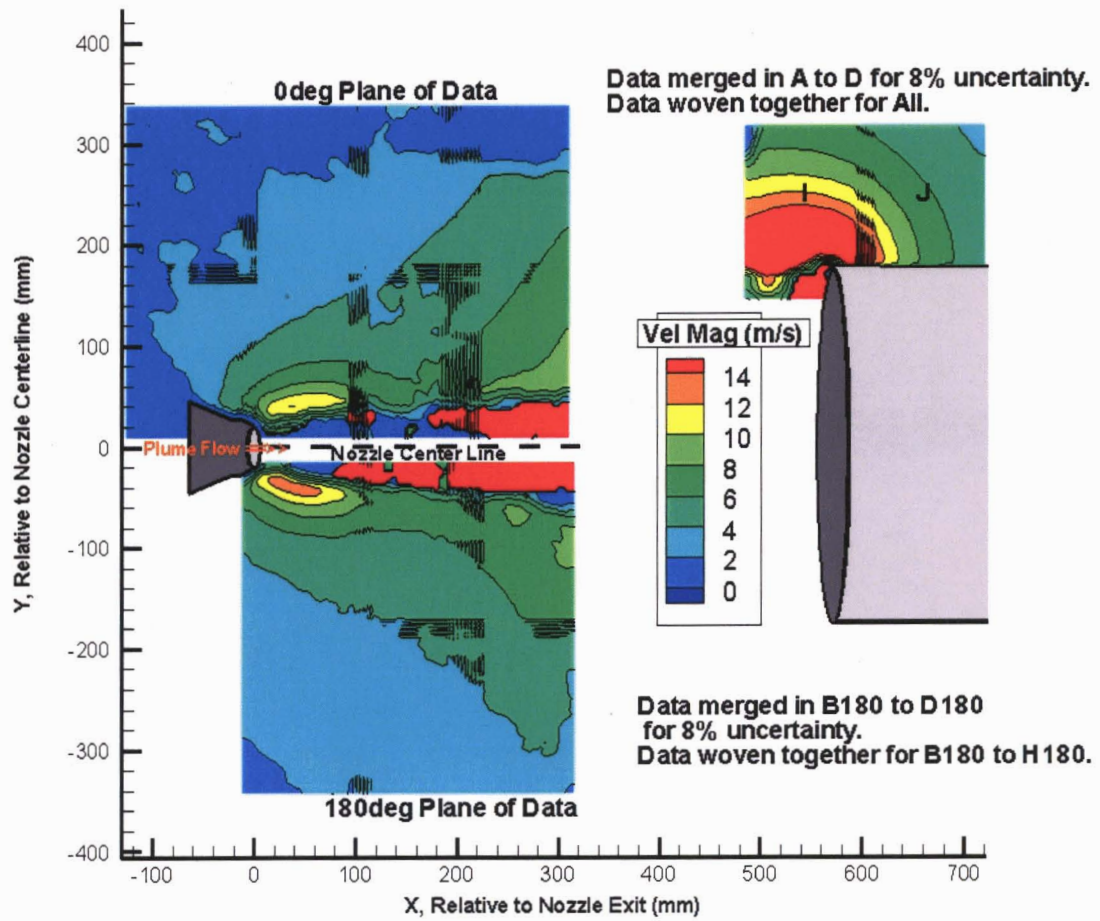 400
0deg Plane of Data
Data merged in A to D for 8% uncertainty.
Data woven together for All.
300
I J
200
100
Vel Mag (m/s)
14
12
10
8
6
4
2
0
0
Plume Flow ==>>
Nozzle Center Line
-100
-200
-300
-400
Y, Relative to Nozzle Centerline (mm)
Data merged in B180 to D180
for 8% uncertainty.
Data woven together for B180 to H180.
180deg Plane of Data
-100 0 100 200 300 400 500 600 700
X, Relative to Nozzle Exit (mm)